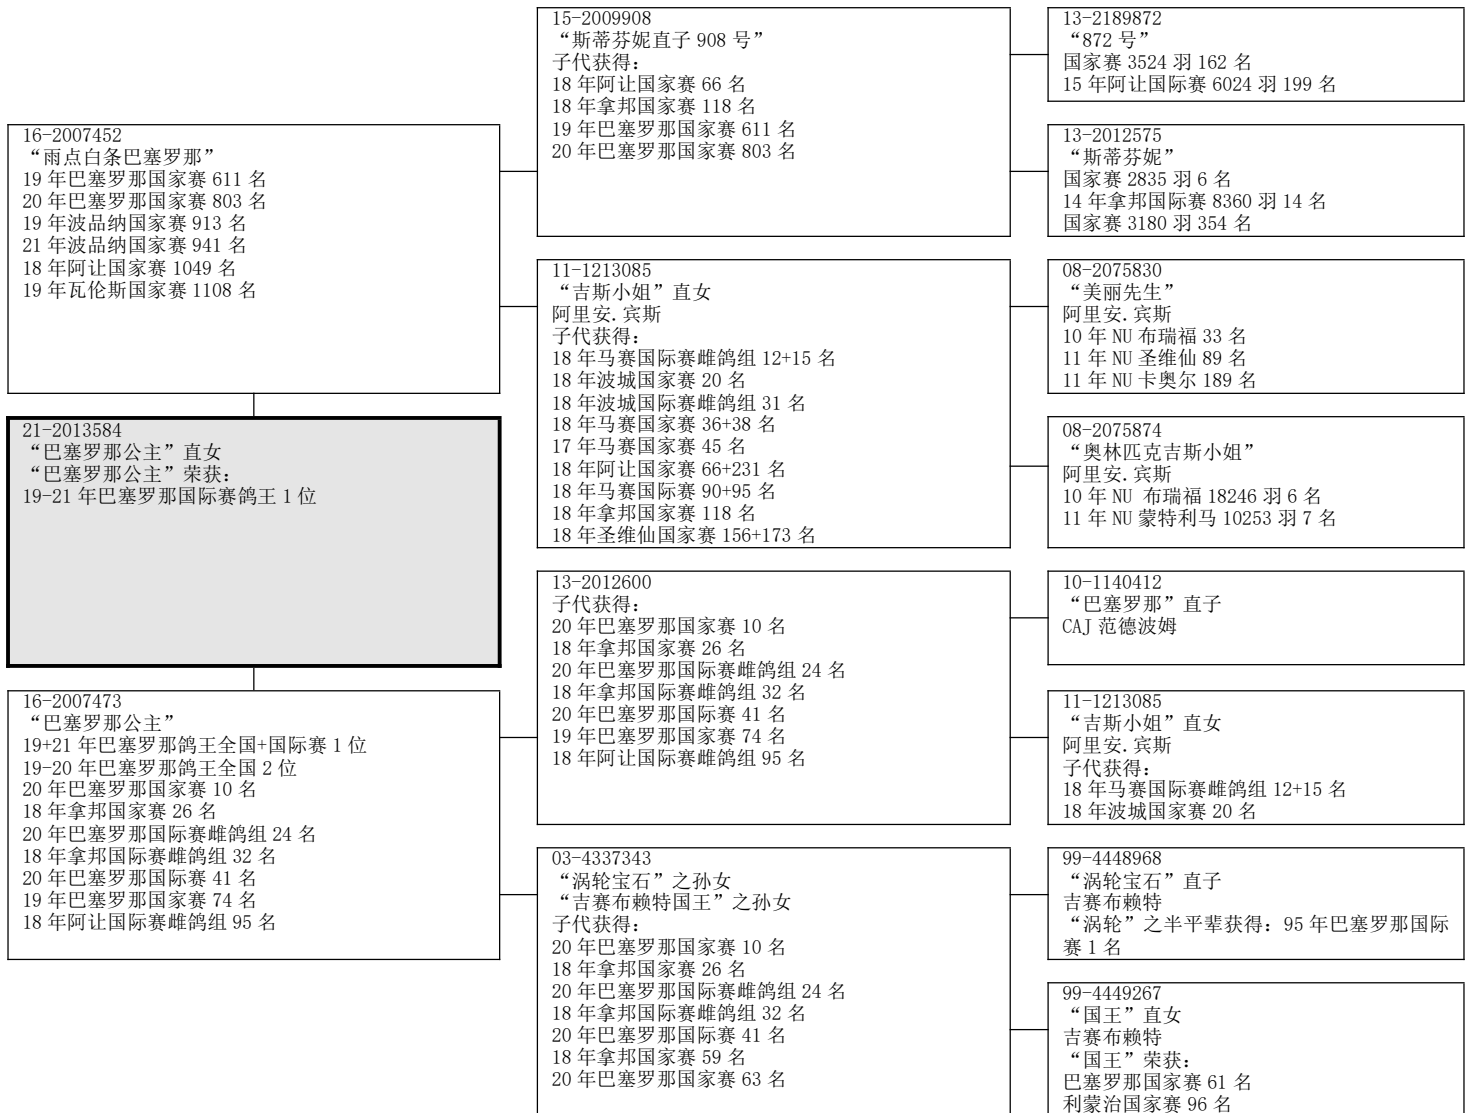 16-2007452
“雨点白条巴塞罗那”
19 年巴塞罗那国家赛 611 名
20 年巴塞罗那国家赛 803 名
19 年波品纳国家赛 913 名
21 年波品纳国家赛 941 名
18 年阿让国家赛 1049 名
19 年瓦伦斯国家赛 1108 名
21-2013584
“巴塞罗那公主”直女
“巴塞罗那公主”荣获：
19-21 年巴塞罗那国际赛鸽王 1 位
16-2007473
“巴塞罗那公主”
19+21 年巴塞罗那鸽王全国+国际赛 1 位
19-20 年巴塞罗那鸽王全国 2 位
20 年巴塞罗那国家赛 10 名
18 年拿邦国家赛 26 名
20 年巴塞罗那国际赛雌鸽组 24 名
18 年拿邦国际赛雌鸽组 32 名
20 年巴塞罗那国际赛 41 名
19 年巴塞罗那国家赛 74 名
18 年阿让国际赛雌鸽组 95 名
15-2009908
“斯蒂芬妮直子 908 号”
子代获得：
18 年阿让国家赛 66 名
18 年拿邦国家赛 118 名
19 年巴塞罗那国家赛 611 名
20 年巴塞罗那国家赛 803 名
11-1213085
“吉斯小姐”直女
阿里安.宾斯
子代获得：
18 年马赛国际赛雌鸽组 12+15 名
18 年波城国家赛 20 名
18 年波城国际赛雌鸽组 31 名
18 年马赛国家赛 36+38 名
17 年马赛国家赛 45 名
18 年阿让国家赛 66+231 名
18 年马赛国际赛 90+95 名
18 年拿邦国家赛 118 名
18 年圣维仙国家赛 156+173 名
13-2012600
子代获得：
20 年巴塞罗那国家赛 10 名
18 年拿邦国家赛 26 名
20 年巴塞罗那国际赛雌鸽组 24 名
18 年拿邦国际赛雌鸽组 32 名
20 年巴塞罗那国际赛 41 名
19 年巴塞罗那国家赛 74 名
18 年阿让国际赛雌鸽组 95 名
03-4337343
“涡轮宝石”之孙女
“吉赛布赖特国王”之孙女
子代获得：
20 年巴塞罗那国家赛 10 名
18 年拿邦国家赛 26 名
20 年巴塞罗那国际赛雌鸽组 24 名
18 年拿邦国际赛雌鸽组 32 名
20 年巴塞罗那国际赛 41 名
18 年拿邦国家赛 59 名
20 年巴塞罗那国家赛 63 名
13-2189872
“872 号”
国家赛 3524 羽 162 名
15 年阿让国际赛 6024 羽 199 名
13-2012575
“斯蒂芬妮”
国家赛 2835 羽 6 名
14 年拿邦国际赛 8360 羽 14 名
国家赛 3180 羽 354 名
08-2075830
“美丽先生”
阿里安.宾斯
10 年 NU 布瑞福 33 名
11 年 NU 圣维仙 89 名
11 年 NU 卡奥尔 189 名
08-2075874
“奥林匹克吉斯小姐”
阿里安.宾斯
10 年 NU 布瑞福 18246 羽 6 名
11 年 NU 蒙特利马 10253 羽 7 名
10-1140412
“巴塞罗那”直子
CAJ 范德波姆
11-1213085
“吉斯小姐”直女
阿里安.宾斯
子代获得：
18 年马赛国际赛雌鸽组 12+15 名
18 年波城国家赛 20 名
99-4448968
“涡轮宝石”直子
吉赛布赖特
“涡轮”之半平辈获得：95 年巴塞罗那国际
赛 1 名
99-4449267
“国王”直女
吉赛布赖特
“国王”荣获：
巴塞罗那国家赛 61 名
利蒙治国家赛 96 名